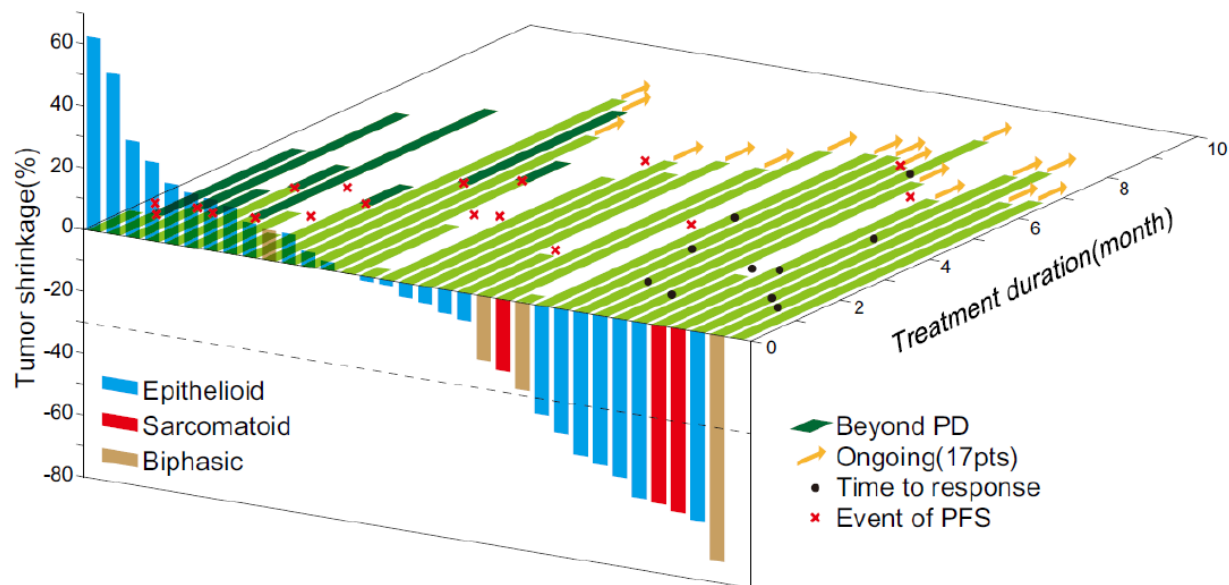 60
40
20
0
-20
-40
-60
-80
Tumor shrinkage(%)
Epithelioid
Sarcomatoid
Biphasic
0
2
4
6
8
10
Treatment duration(month)
Beyond PD
Ongoing(17pts)
Time to response
Event of PFS